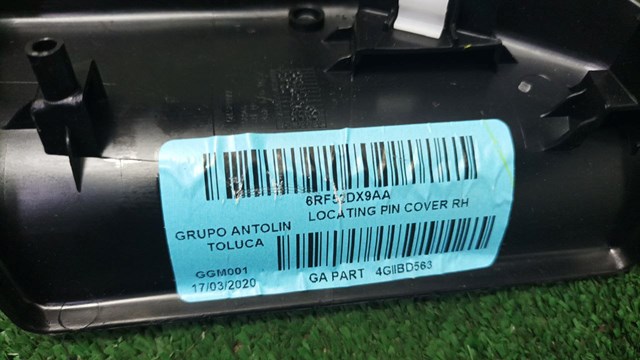 6RF52DX9AA
LOCATING PIN COVER RH
GRUPO ANTOLIN
TOLUCA
GGM001
17/03/2020
GA PART 4GIIBD563